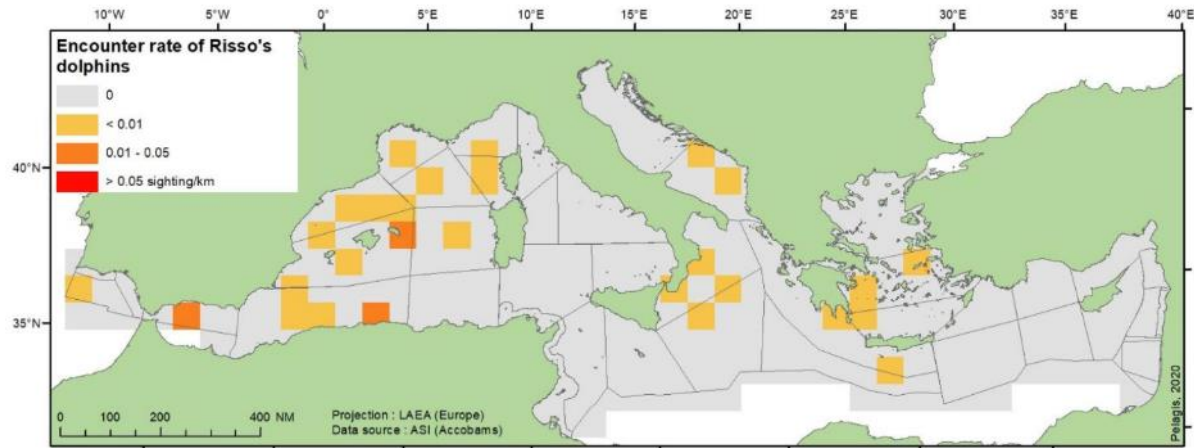 10°W 5°W 0° 5°E 10°E 15°E 20°E 25°E 30°E 35°E 40°E
Encounter rate of Risso's
dolphins
0
< 0.01
0.01 - 0.05
> 0.05 sighting/km
40°N
35°N
0 100 200 400 NM
Projection : LAEA (Europe)
Data source : ASI (Accobams)
Pelagis, 2020